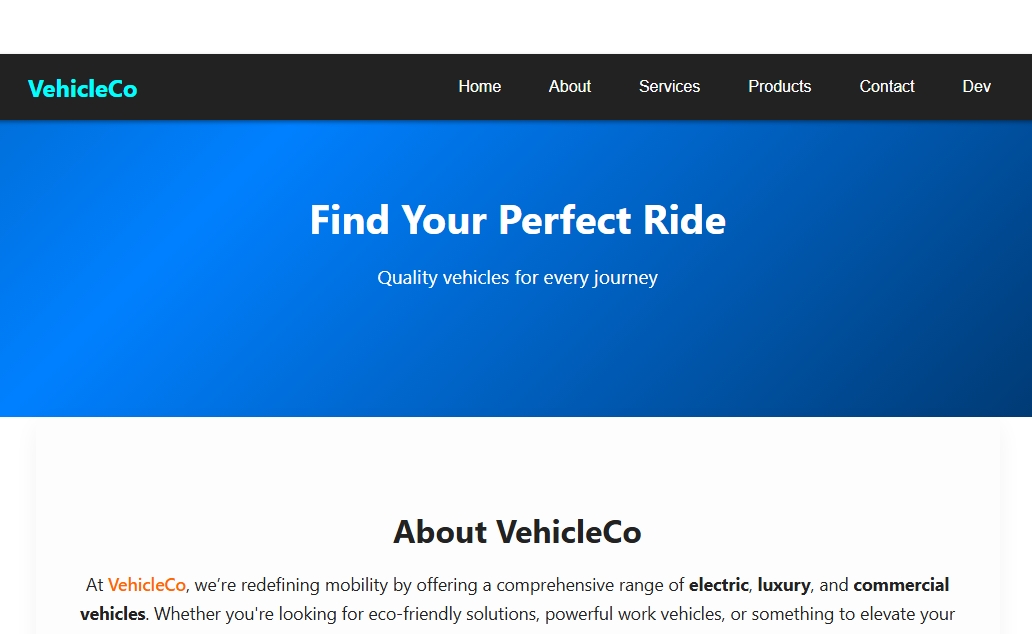 VehicleCo
Home About Services Products Contact Dev
Find Your Perfect Ride
Quality vehicles for every journey
About VehicleCo
At VehicleCo, we’re redefining mobility by offering a comprehensive range of electric, luxury, and commercial
vehicles. Whether you're looking for eco-friendly solutions, powerful work vehicles, or something to elevate your